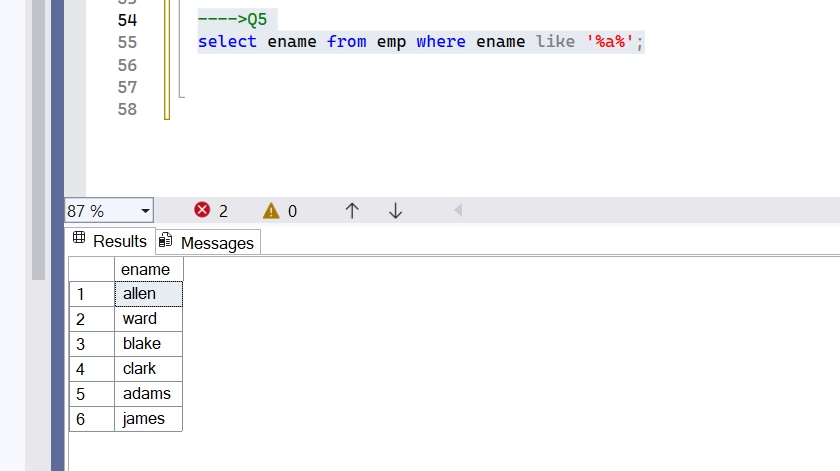 54 ---->Q5
55 select ename from emp where ename like '%a%';
56
57
58
87 % 2 0
Results Messages
ename
1 allen
2 ward
3 blake
4 clark
5 adams
6 james